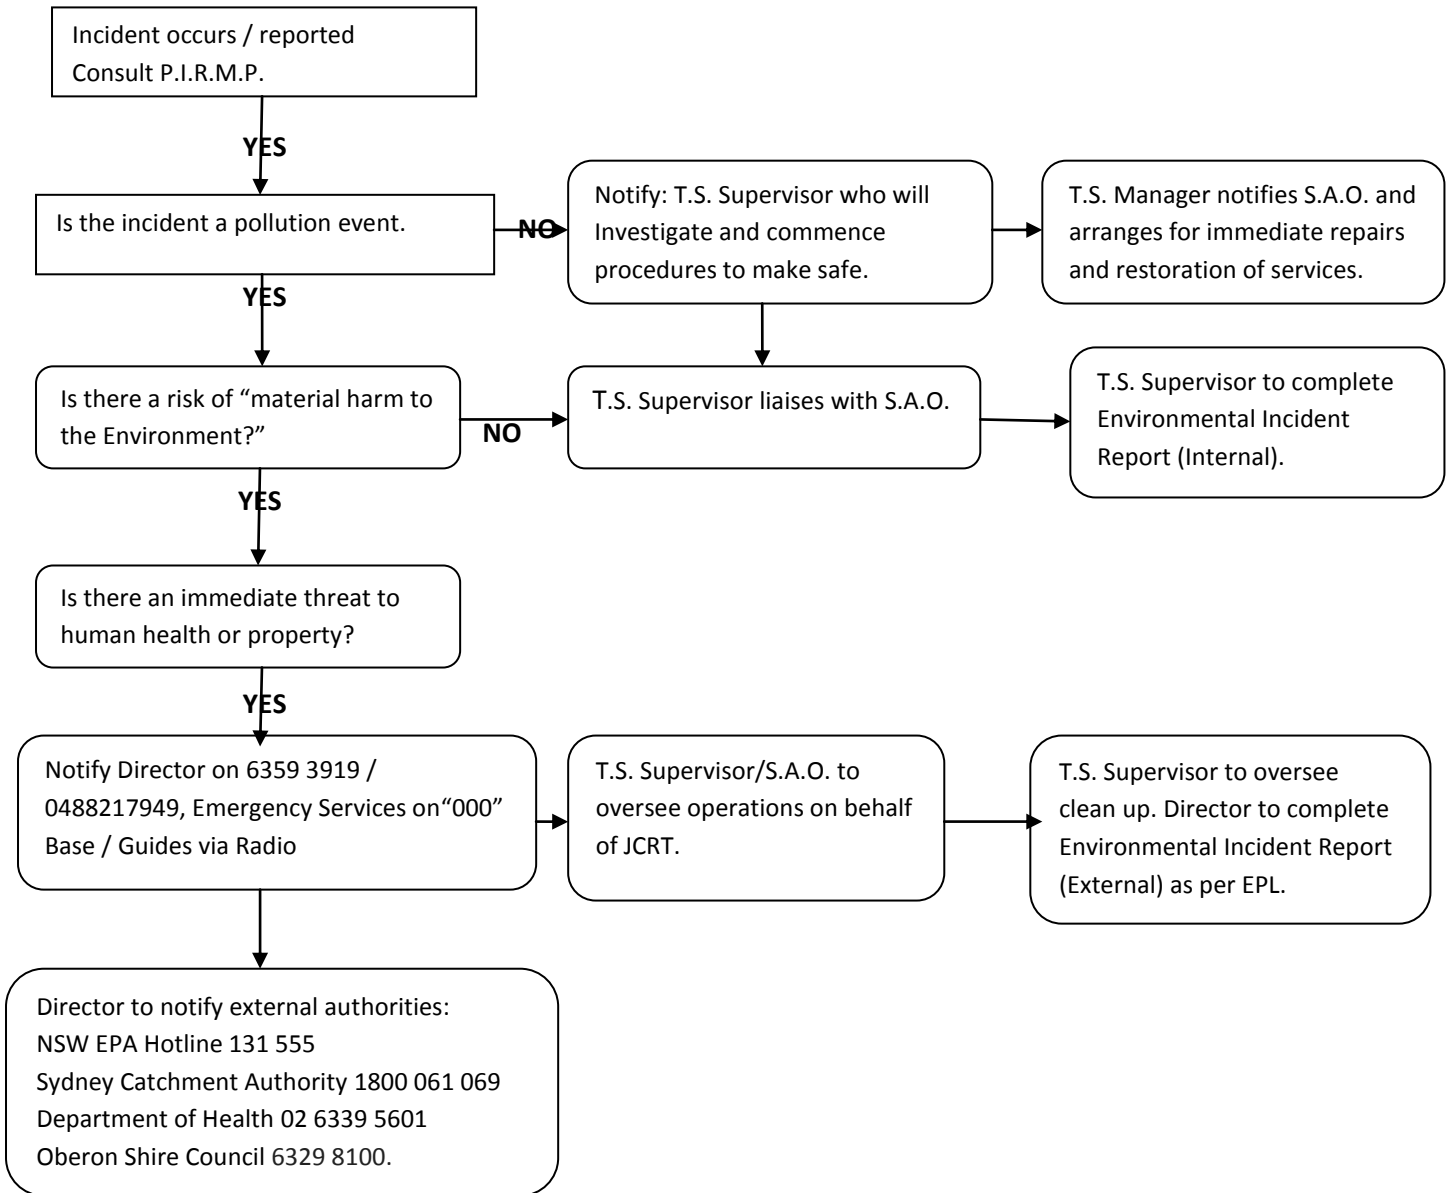 Incident occurs / reported
Consult P.I.R.M.P.
YES
Is the incident a pollution event.
NO
Notify: T.S. Supervisor who will
Investigate and commence
procedures to make safe.
T.S. Manager notifies S.A.O. and
arranges for immediate repairs
and restoration of services.
YES
Is there a risk of “material harm to
the Environment?”
NO
T.S. Supervisor liaises with S.A.O.
T.S. Supervisor to complete
Environmental Incident
Report (Internal).
YES
Is there an immediate threat to
human health or property?
YES
Notify Director on 6359 3919 /
0488217949, Emergency Services on“000”
Base / Guides via Radio
T.S. Supervisor/S.A.O. to
oversee operations on behalf
of JCRT.
T.S. Supervisor to oversee
clean up. Director to complete
Environmental Incident Report
(External) as per EPL.
Director to notify external authorities:
NSW EPA Hotline 131 555
Sydney Catchment Authority 1800 061 069
Department of Health 02 6339 5601
Oberon Shire Council 6329 8100.